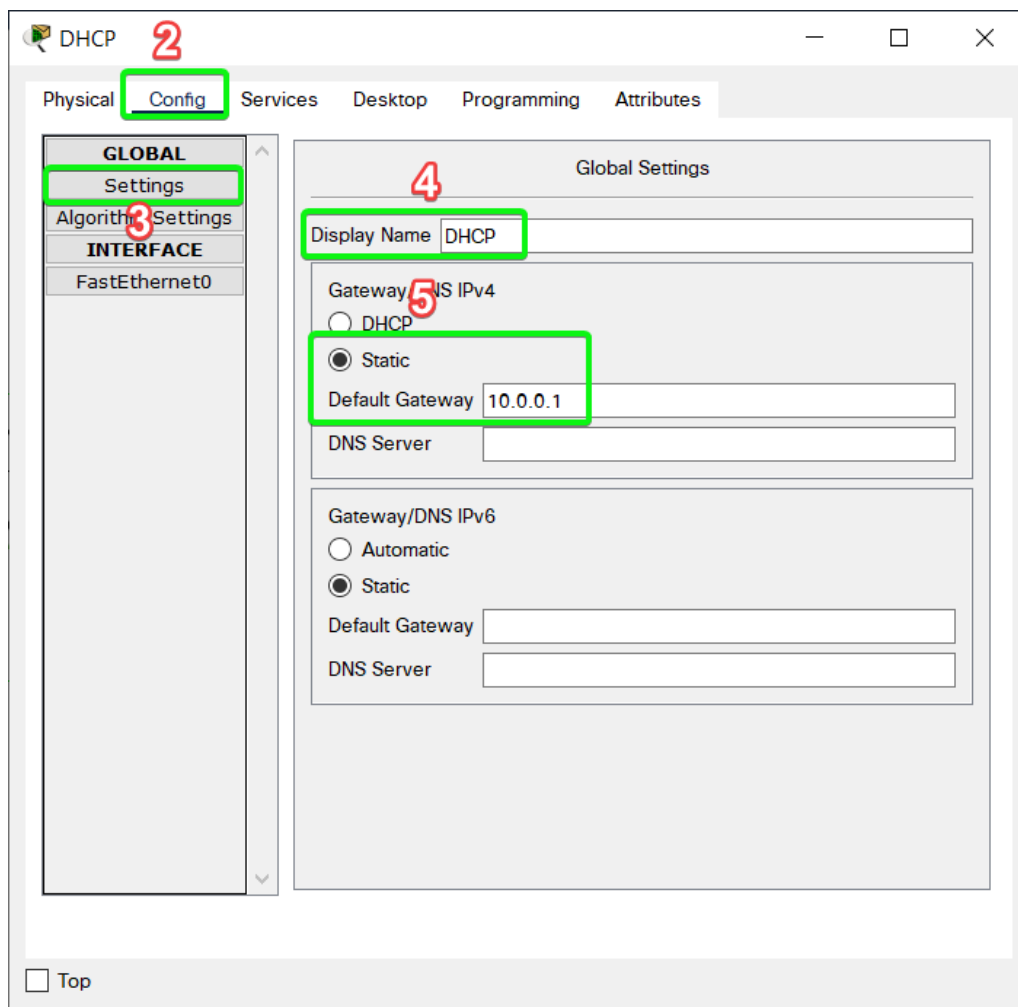 DHCP
2
Physical Config Services Desktop Programming Attributes
GLOBAL
Settings
Algorithm Settings
3
INTERFACE
FastEthernet0
Global Settings
4
Display Name DHCP
Gateway/DNS IPv4
5
DHCP
Static
Default Gateway 10.0.0.1
DNS Server
Gateway/DNS IPv6
Automatic
Static
Default Gateway
DNS Server
Top